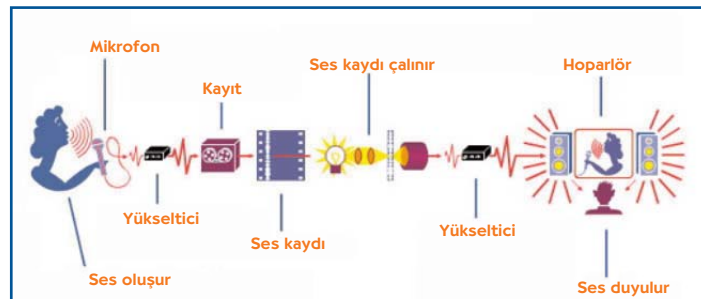 Mikrofon
Ses kaydı çalınır
Hoparlör
Kayıt
Yükseltici
Ses kaydı
Yükseltici
Ses oluşur
Ses duyulur